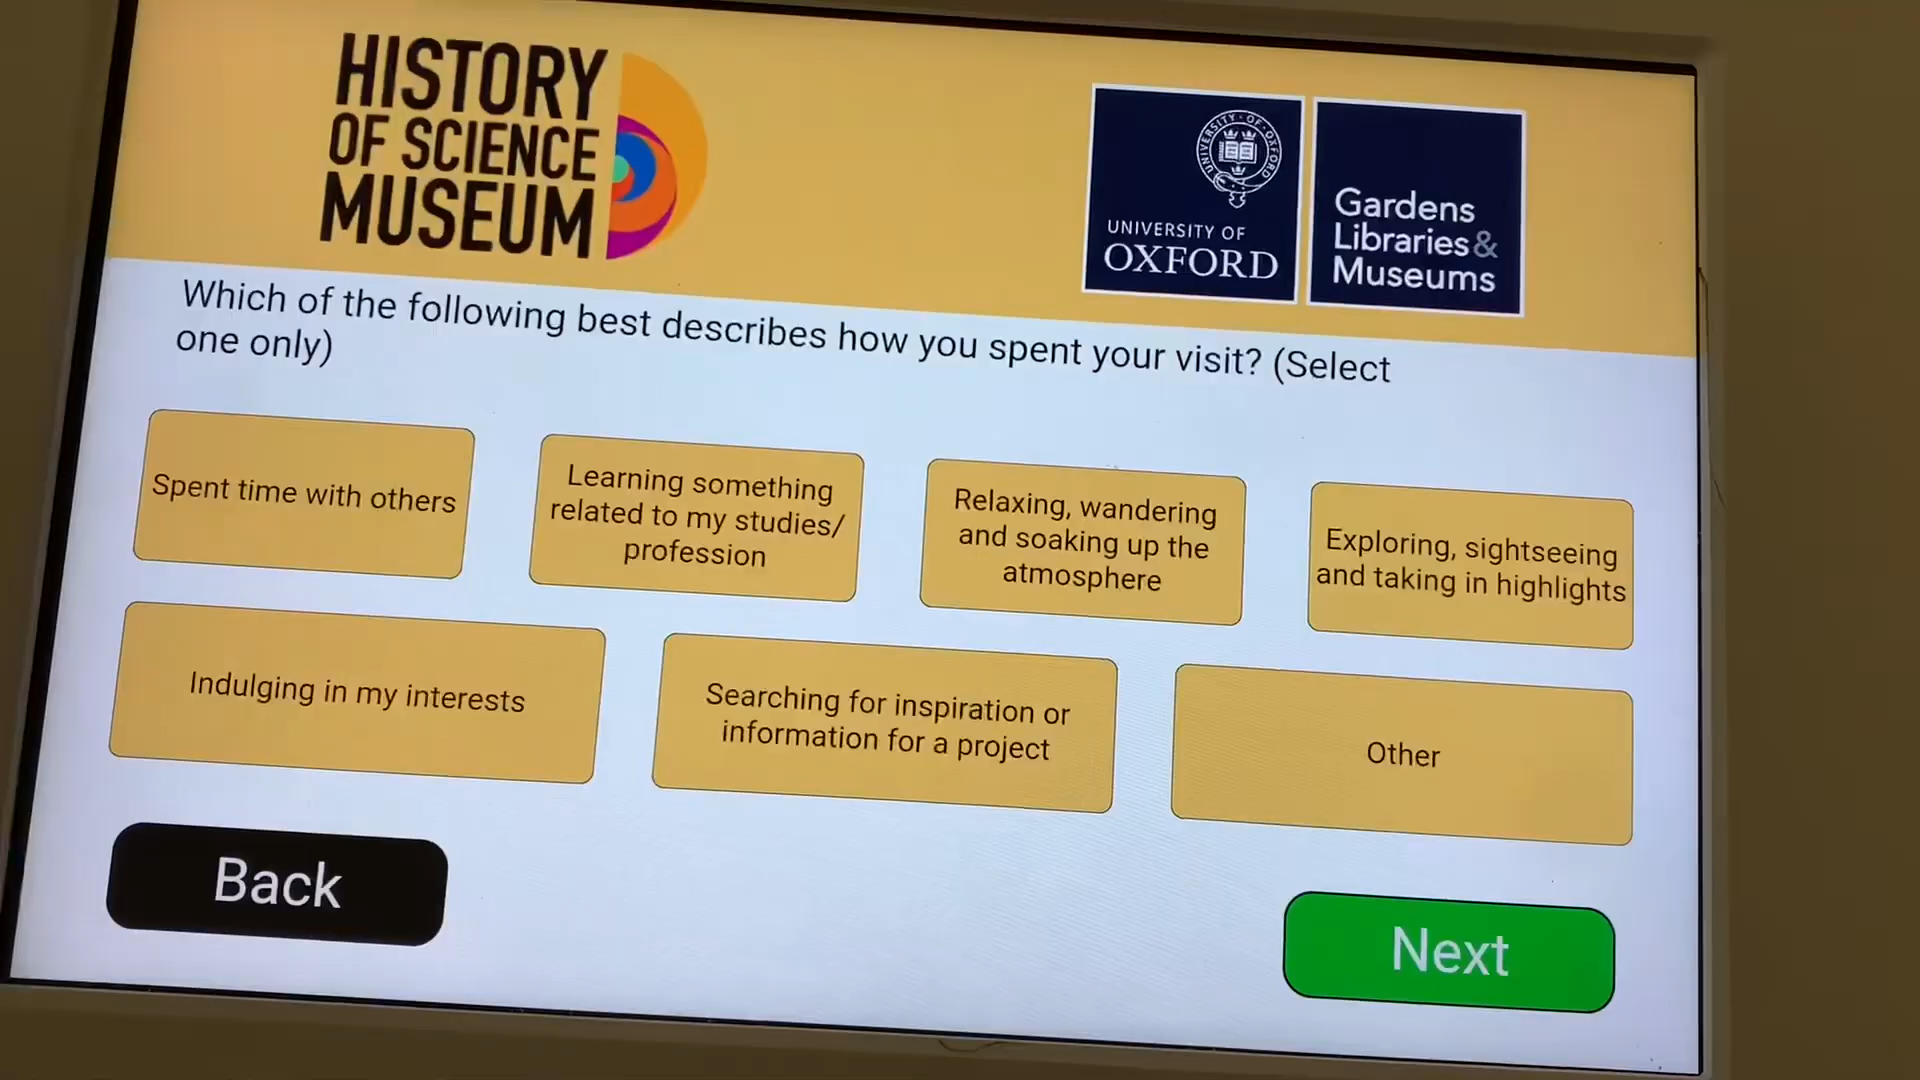 HISTORY
OF SCIENCE
MUSEUM
UNIVERSITY · OF · OXFORD
UNIVERSITY OF
OXFORD
Gardens
Libraries&
Museums
Which of the following best describes how you spent your visit? (Select
one only)
Spent time with others
Learning something
related to my studies/
profession
Relaxing, wandering
and soaking up the
atmosphere
Exploring, sightseeing
and taking in highlights
Indulging in my interests
Searching for inspiration or
information for a project
Other
Back
Next